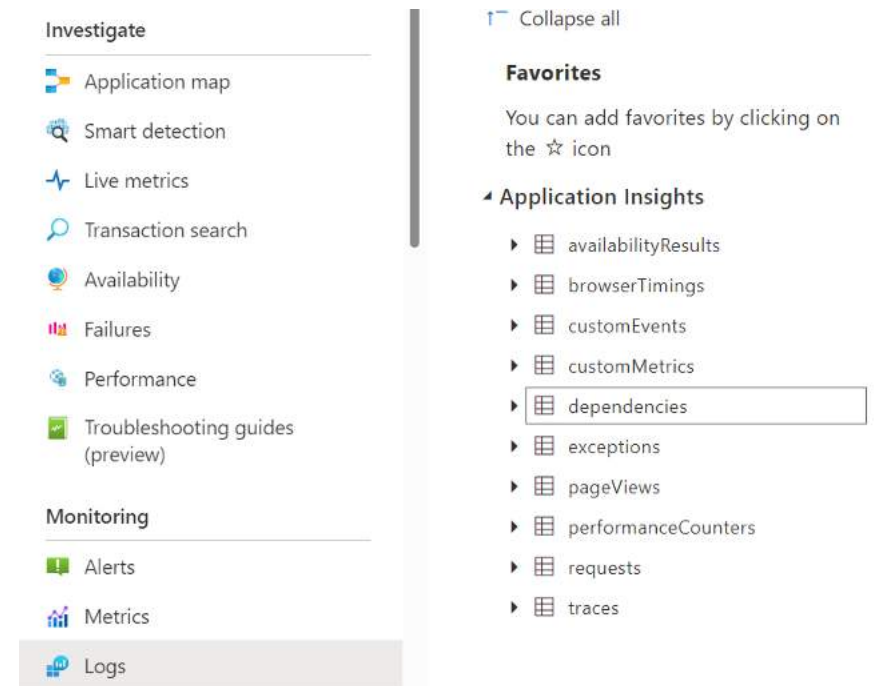 Investigate
Application map
Smart detection
Live metrics
Transaction search
Availability
Failures
Performance
Troubleshooting guides
(preview)
Monitoring
Alerts
Metrics
Logs
Collapse all
Favorites
You can add favorites by clicking on
the ☆ icon
Application Insights
availabilityResults
browserTimings
customEvents
customMetrics
dependencies
exceptions
pageViews
performanceCounters
requests
traces